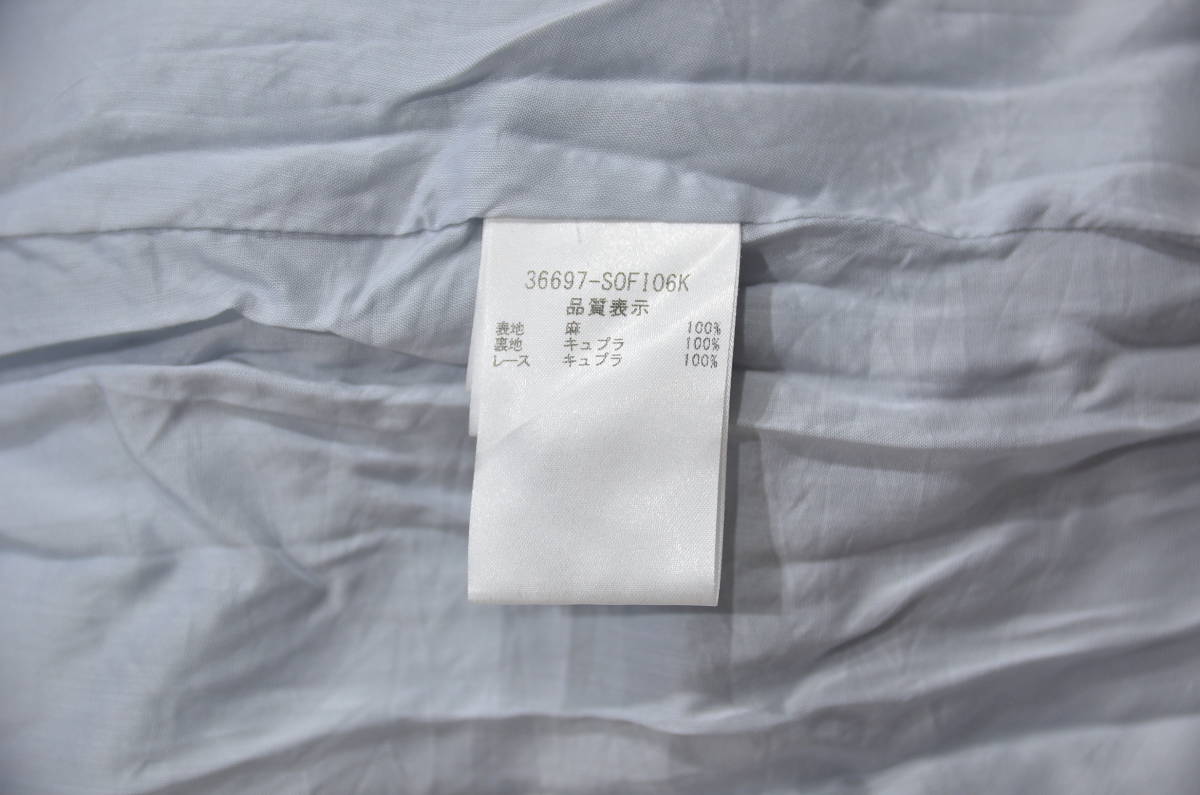 36697-SOFI06K
品質表示
表地 麻 100%
裏地 キュプラ 100%
レース キュプラ 100%